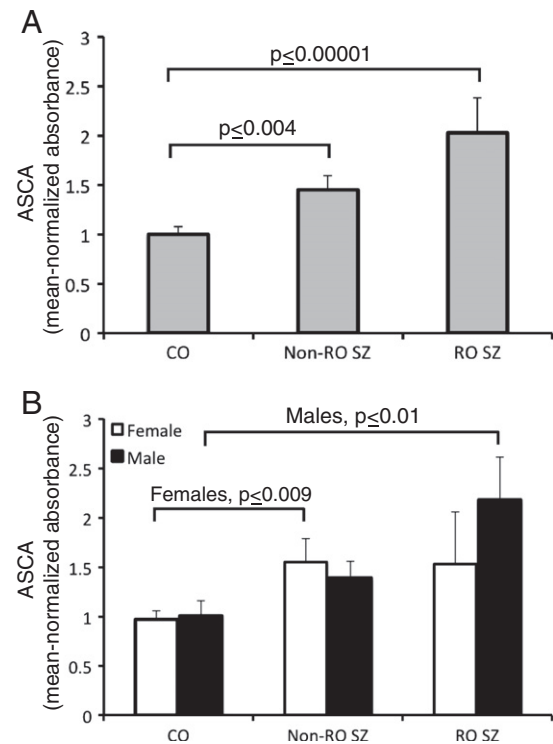 A
ASCA
(mean-normalized absorbance)
3
2.5
2
1.5
1
0.5
0
p≤0.00001
p≤0.004
CO Non-RO SZ RO SZ
B
ASCA
(mean-normalized absorbance)
3
2.5
2
1.5
1
0.5
0
Female
Male
Males, p≤0.01
Females, p≤0.009
CO Non-RO SZ RO SZ